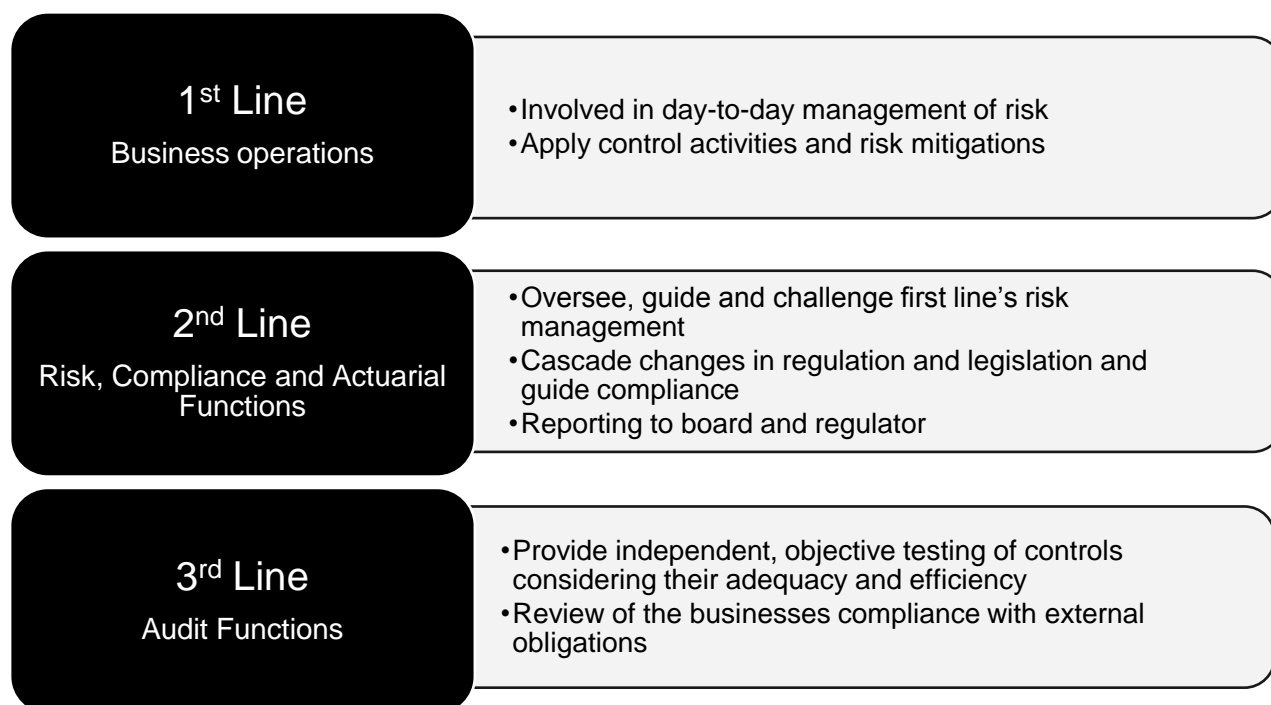 1st Line
Business operations
•Involved in day-to-day management of risk
•Apply control activities and risk mitigations
2nd Line
Risk, Compliance and Actuarial
Functions
•Oversee, guide and challenge first line’s risk
management
•Cascade changes in regulation and legislation and
guide compliance
•Reporting to board and regulator
3rd Line
Audit Functions
•Provide independent, objective testing of controls
considering their adequacy and efficiency
•Review of the businesses compliance with external
obligations